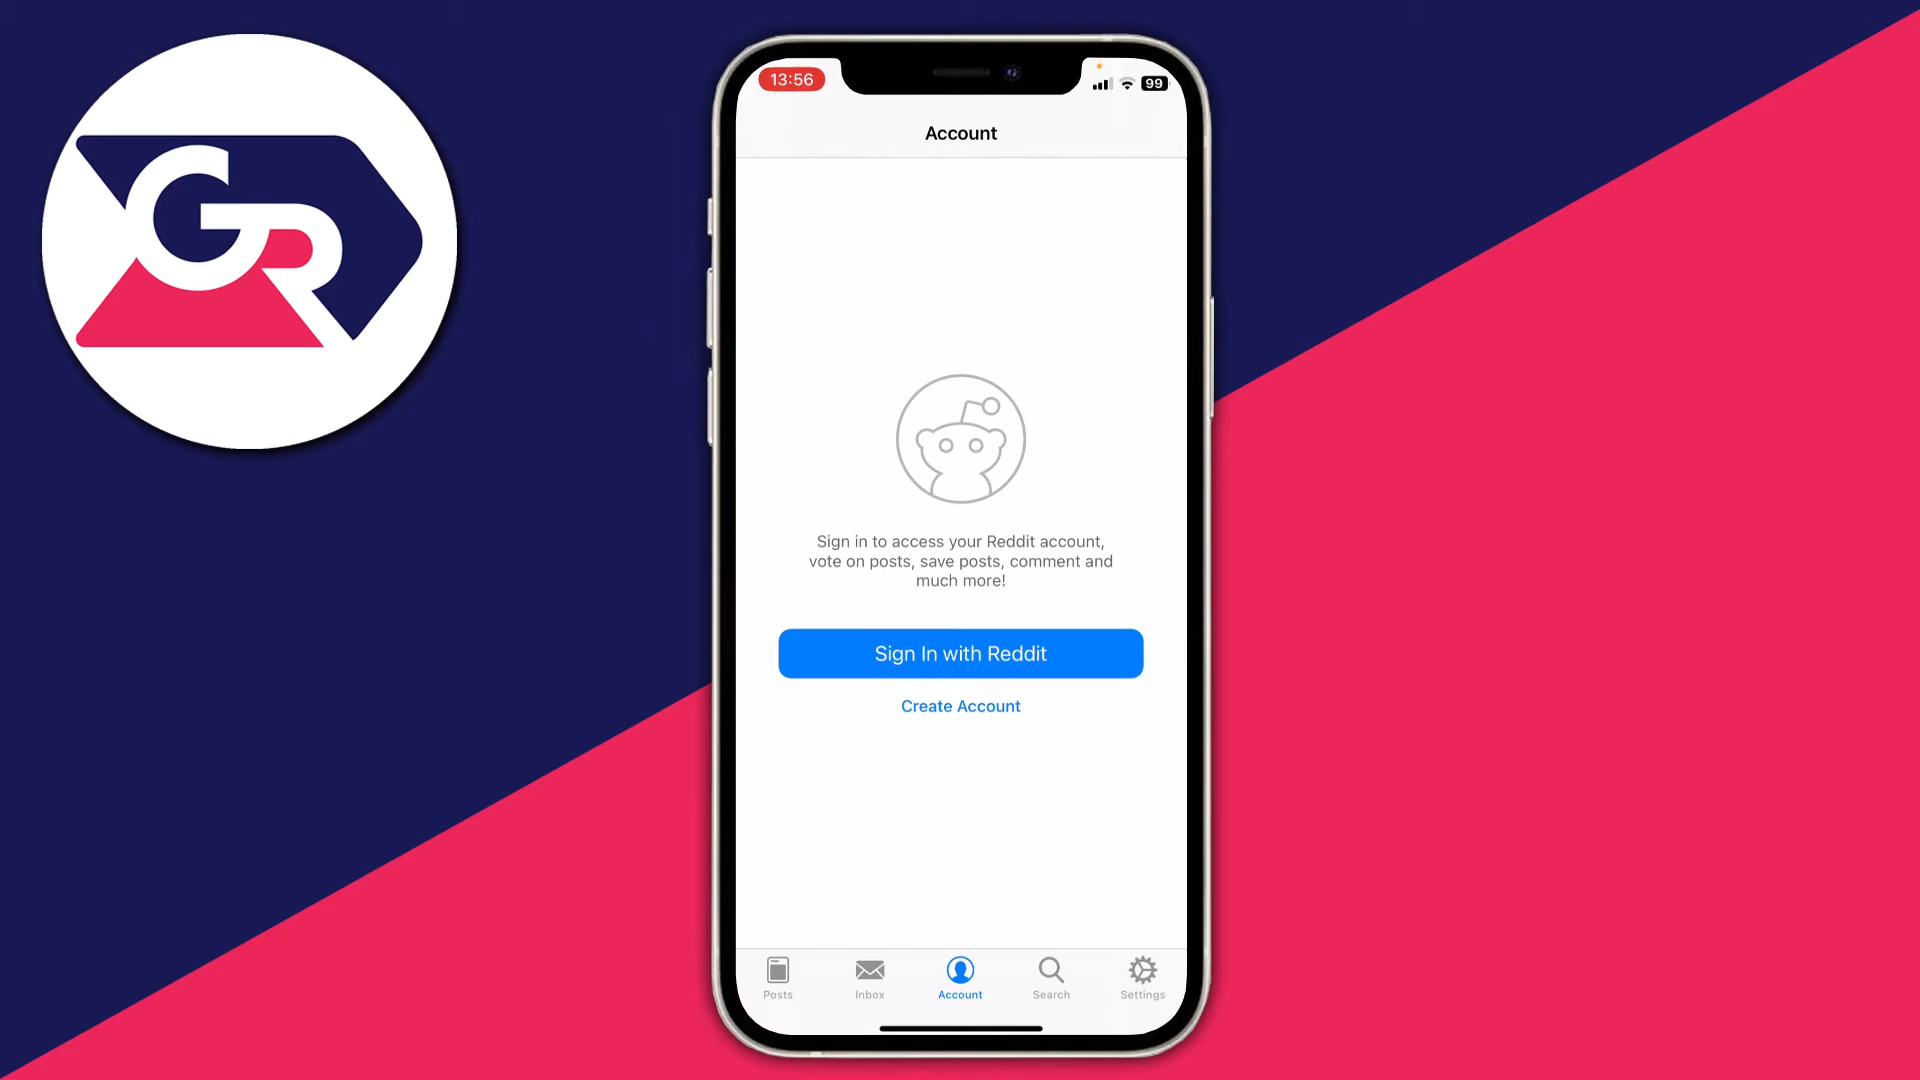 GR
13:56
99
Account
Sign in to access your Reddit account,
vote on posts, save posts, comment and
much more!
Sign In with Reddit
Create Account
Posts
Inbox
Account
Search
Settings